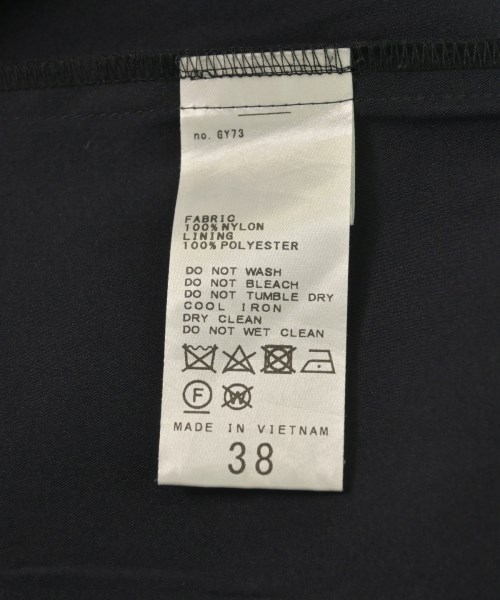 no. GY73
FABRIC
100% NYLON
LINING
100% POLYESTER
DO NOT WASH
DO NOT BLEACH
DO NOT TUMBLE DRY
COOL IRON
DRY CLEAN
DO NOT WET CLEAN
F W
MADE IN VIETNAM
38